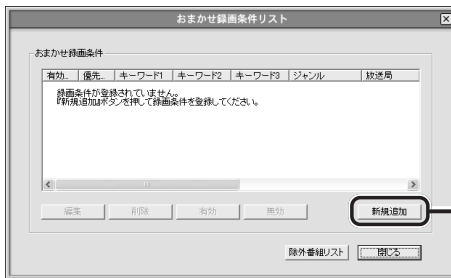 おまかせ録画条件リスト
おまかせ録画条件
有効... 優先... キーワード1 キーワード2 キーワード3 ジャンル 放送局
録画条件が登録されていません。
『新規追加』ボタンを押して録画条件を登録してください。
編集 削除 有効 無効 新規追加
除外番組リスト 閉じる